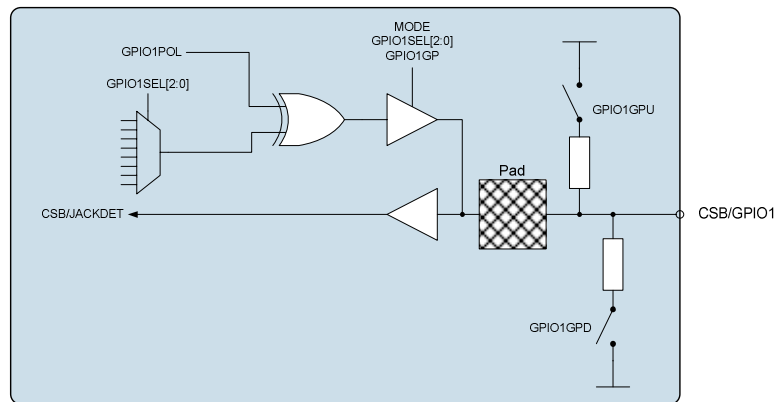 MODE
GPIO1SEL[2:0]
GPIO1GP
GPIO1POL
GPIO1SEL[2:0]
GPIO1GPU
Pad
CSB/JACKDET
CSB/GPIO1
GPIO1GPD